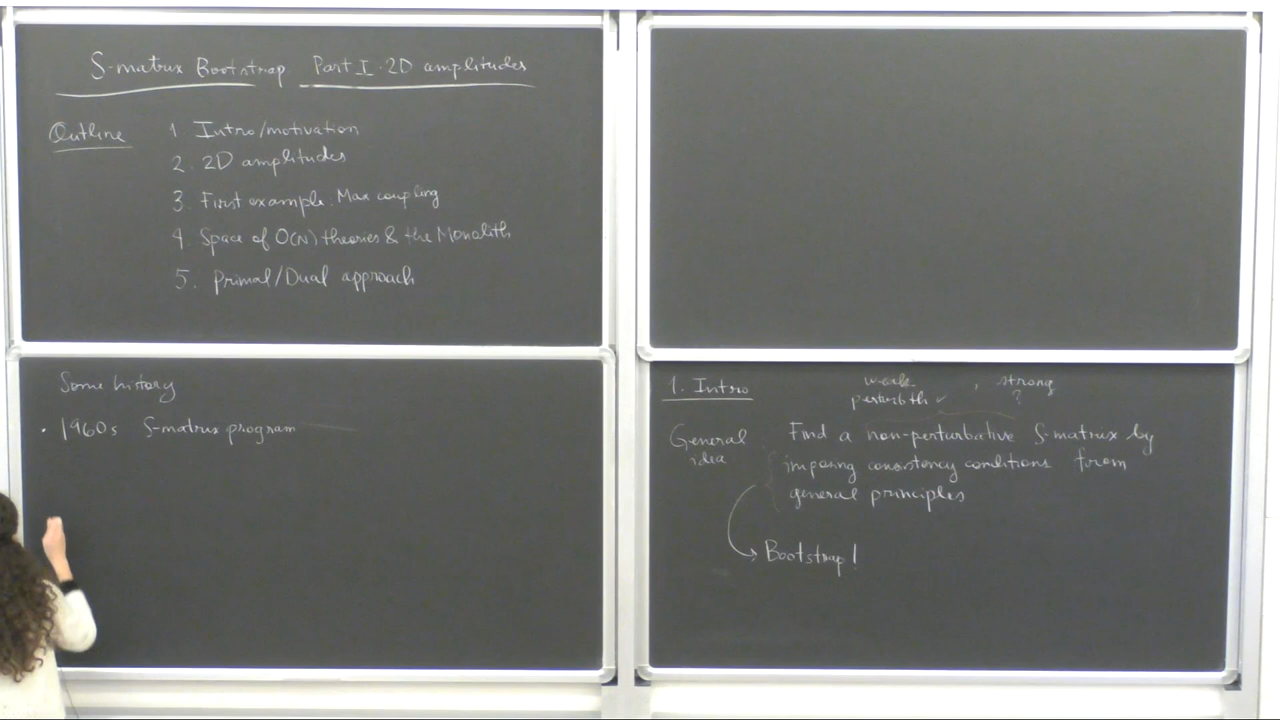 S-matrix Bootstrap Part I - 2D amplitudes
Outline
1. Intro/motivation
2. 2D amplitudes
3. First example: Max coupling
4. Space of O(N) theories & the Monolith
5. Primal/Dual approach
Some history
• 1960s S-matrix program
1. Intro
weak, strong
perturbth ✓ ?
General idea
Find a non-perturbative S-matrix by
imposing consistency conditions from
general principles
Bootstrap!